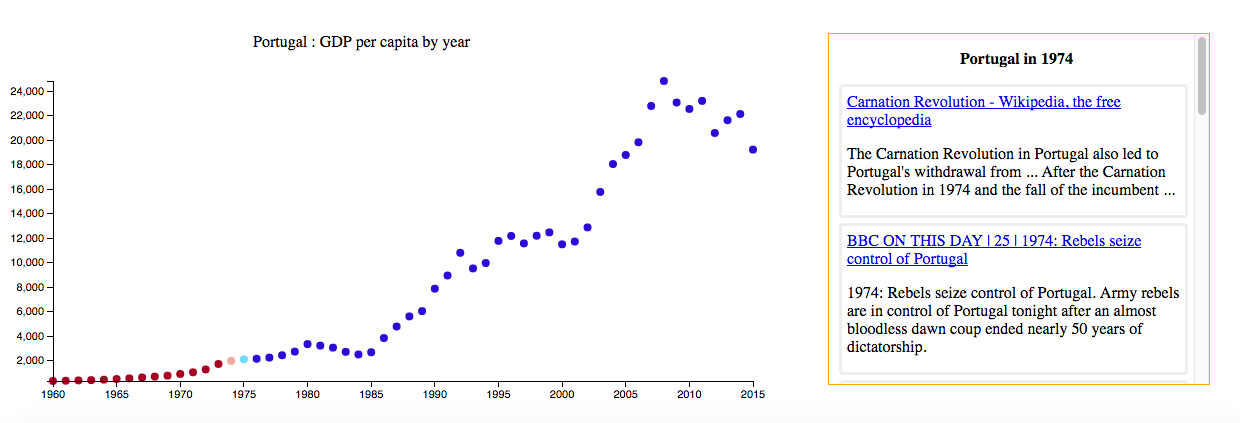 Portugal : GDP per capita by year
24,000
22,000
20,000
18,000
16,000
14,000
12,000
10,000
8,000
6,000
4,000
2,000
1960 1965 1970 1975 1980 1985 1990 1995 2000 2005 2010 2015
Portugal in 1974
Carnation Revolution - Wikipedia, the free
encyclopedia
The Carnation Revolution in Portugal also led to
Portugal's withdrawal from ... After the Carnation
Revolution in 1974 and the fall of the incumbent ...
BBC ON THIS DAY | 25 | 1974: Rebels seize
control of Portugal
1974: Rebels seize control of Portugal. Army rebels
are in control of Portugal tonight after an almost
bloodless dawn coup ended nearly 50 years of
dictatorship.